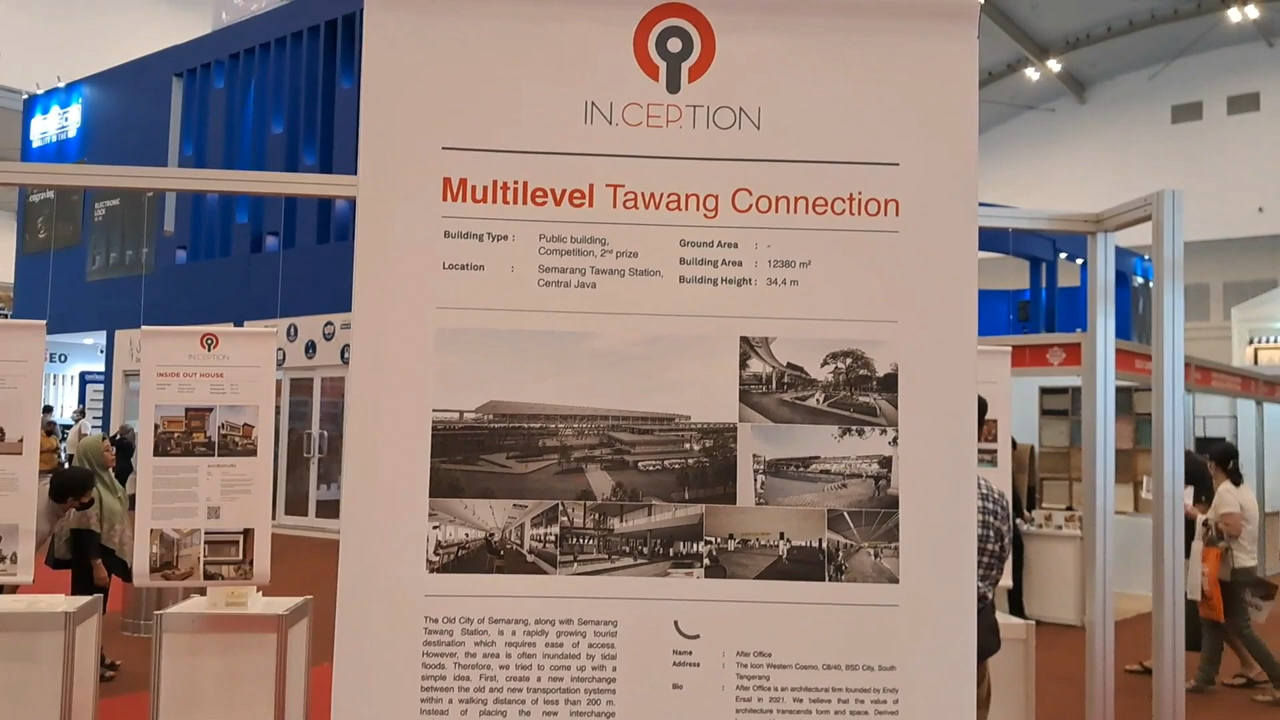 IN.CEP.TION
Multilevel Tawang Connection
Building Type :
Public building,
Competition, 2nd prize
Location :
Semarang Tawang Station,
Central Java
Ground Area : -
Building Area : 12380 m²
Building Height : 34,4 m
The Old City of Semarang, along with Semarang
Tawang Station, is a rapidly growing tourist
destination which requires ease of access.
However, the area is often inundated by tidal
floods. Therefore, we tried to come up with a
simple idea. First, create a new interchange
between the old and new transportation systems
within a walking distance of less than 200 m.
Instead of placing the new interchange
Name : After Office
Address : The Icon Western Cosmo, C8/40, BSD City, South
Tangerang
Bio : After Office is an architectural firm founded by Endy
Ersal in 2021. We believe that the value of
architecture transcends form and space. Derived
IN.CEP.TION
INSIDE OUT HOUSE
engraving
ELECTRONIC
LOCK
SEO